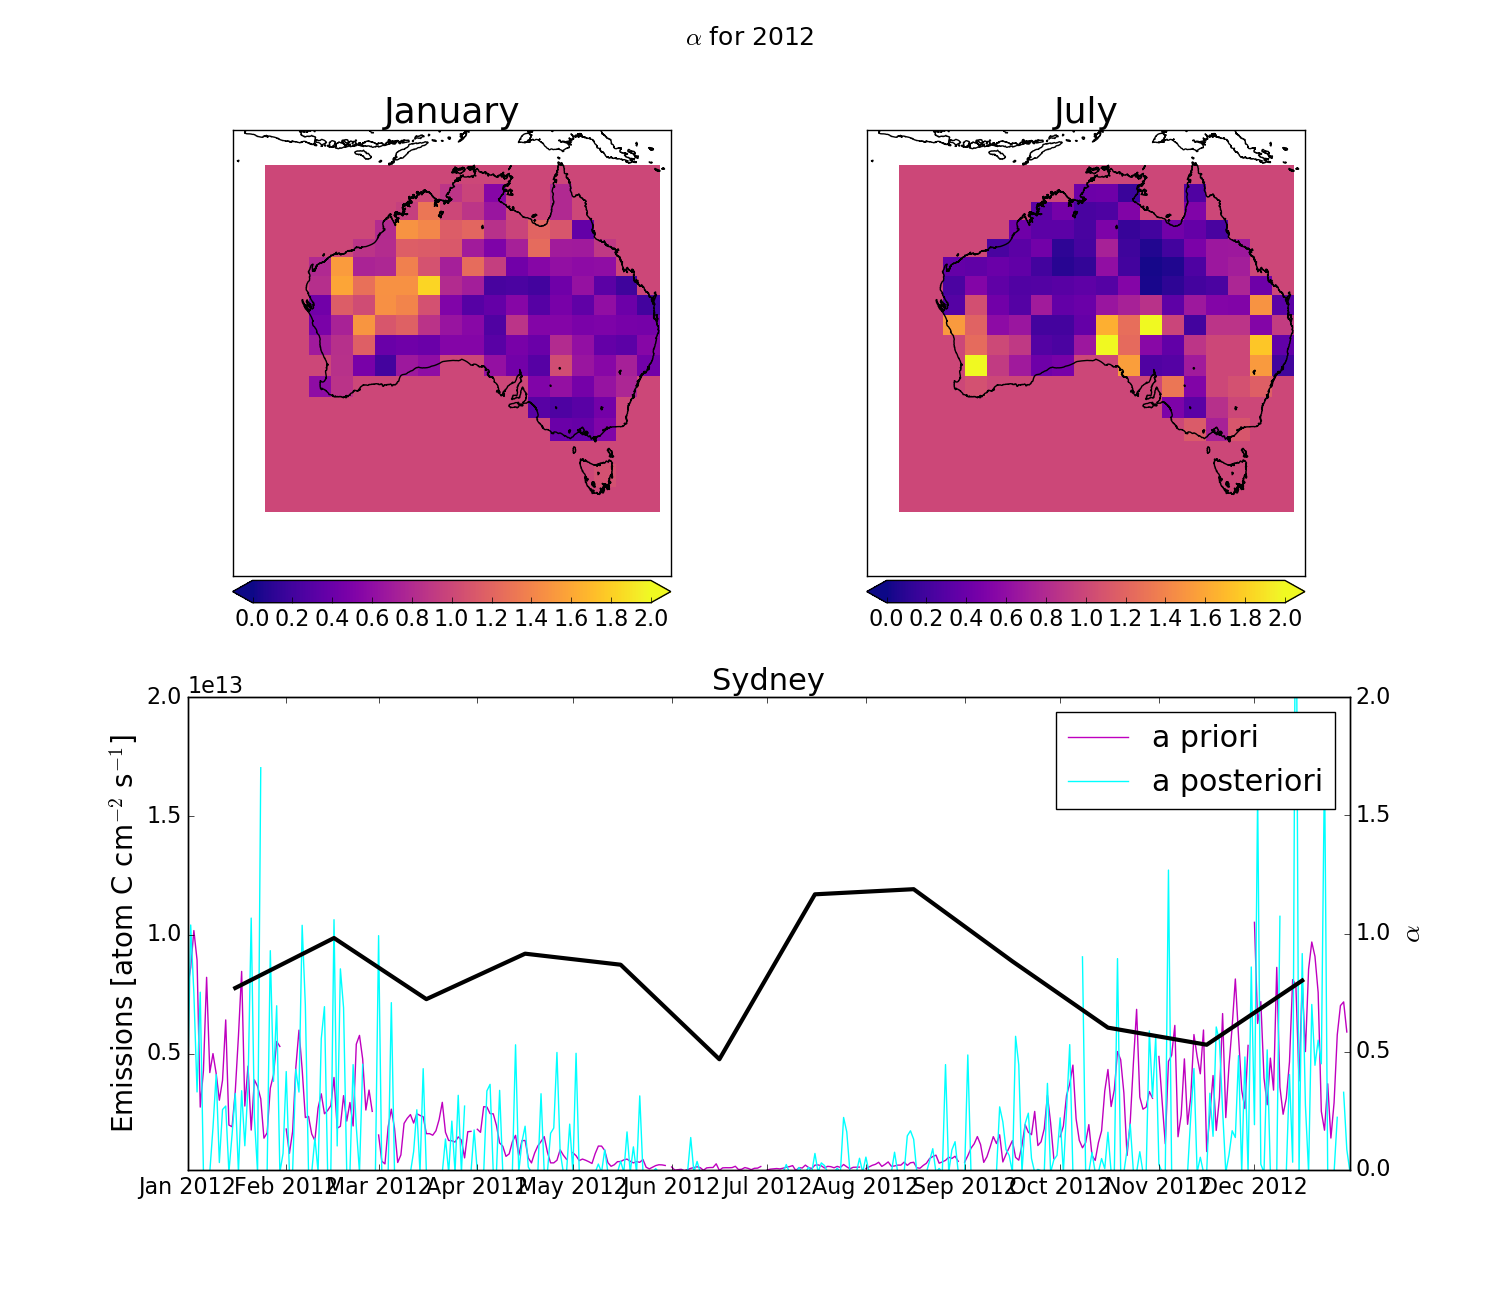 α for 2012
January
July
0.0 0.2 0.4 0.6 0.8 1.0 1.2 1.4 1.6 1.8 2.0
0.0 0.2 0.4 0.6 0.8 1.0 1.2 1.4 1.6 1.8 2.0
Sydney
1e13
2.0
1.5
1.0
0.5
Emissions [atom C cm⁻² s⁻¹]
a priori
a posteriori
2.0
1.5
1.0
0.5
0.0
α
Jan 2012 Feb 2012 Mar 2012 Apr 2012 May 2012 Jun 2012 Jul 2012 Aug 2012 Sep 2012 Oct 2012 Nov 2012 Dec 2012